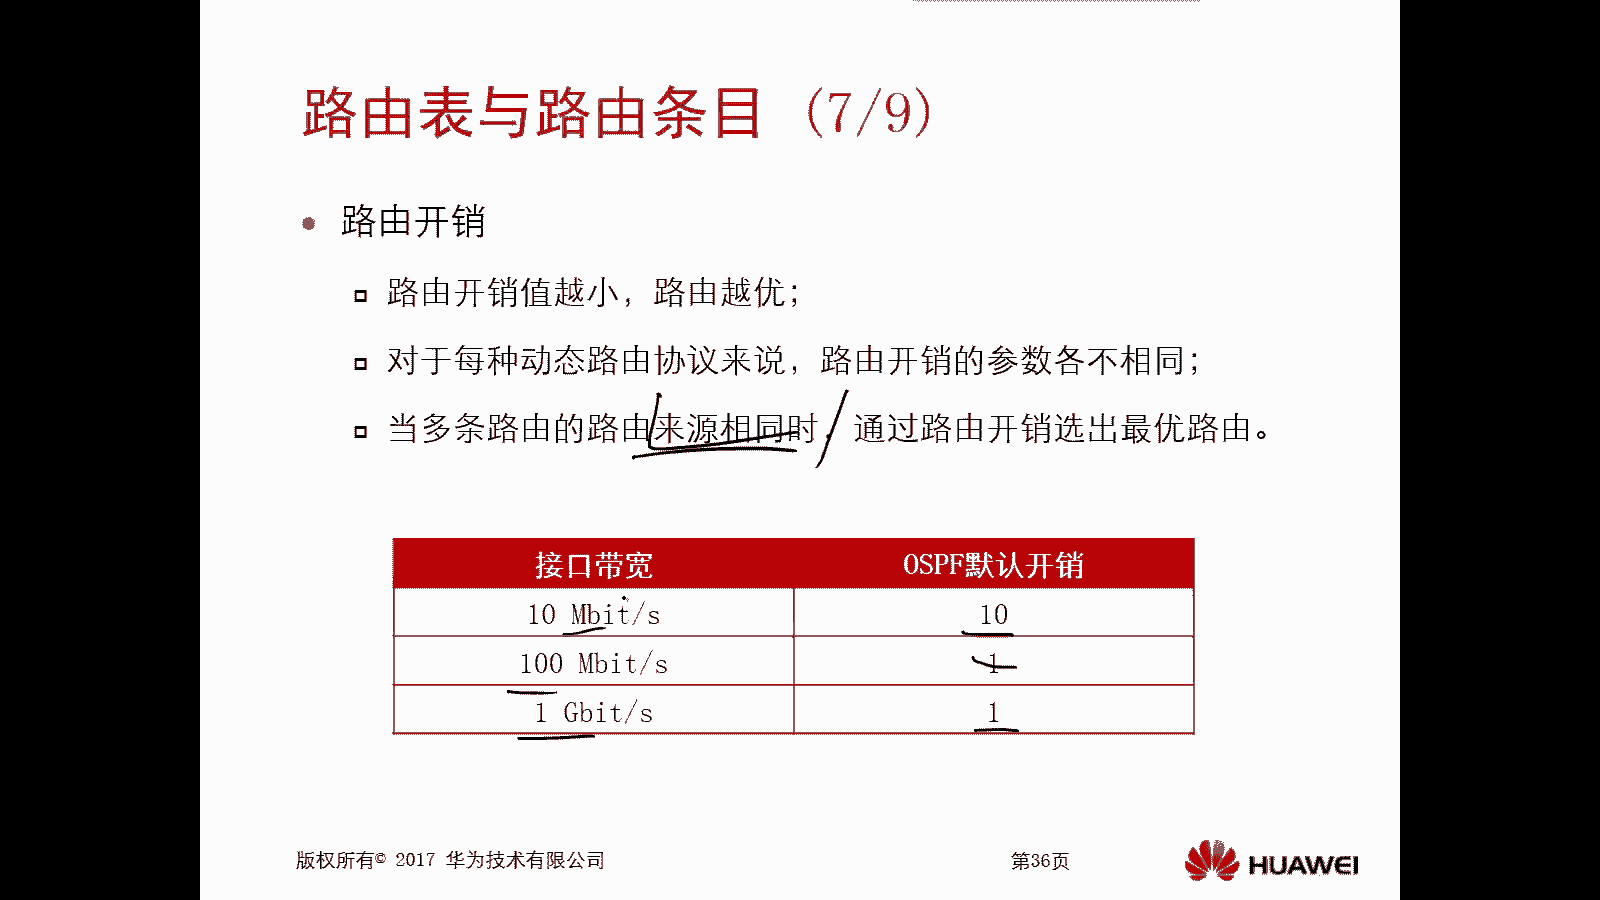 路由表与路由条目 (7/9)
路由开销
路由开销值越小，路由越优；
对于每种动态路由协议来说，路由开销的参数各不相同；
当多条路由的路由来源相同时，通过路由开销选出最优路由。
接口带宽 OSPF默认开销
10 Mbit/s 10
100 Mbit/s 1
1 Gbit/s 1
版权所有© 2017 华为技术有限公司 第36页 HUAWEI